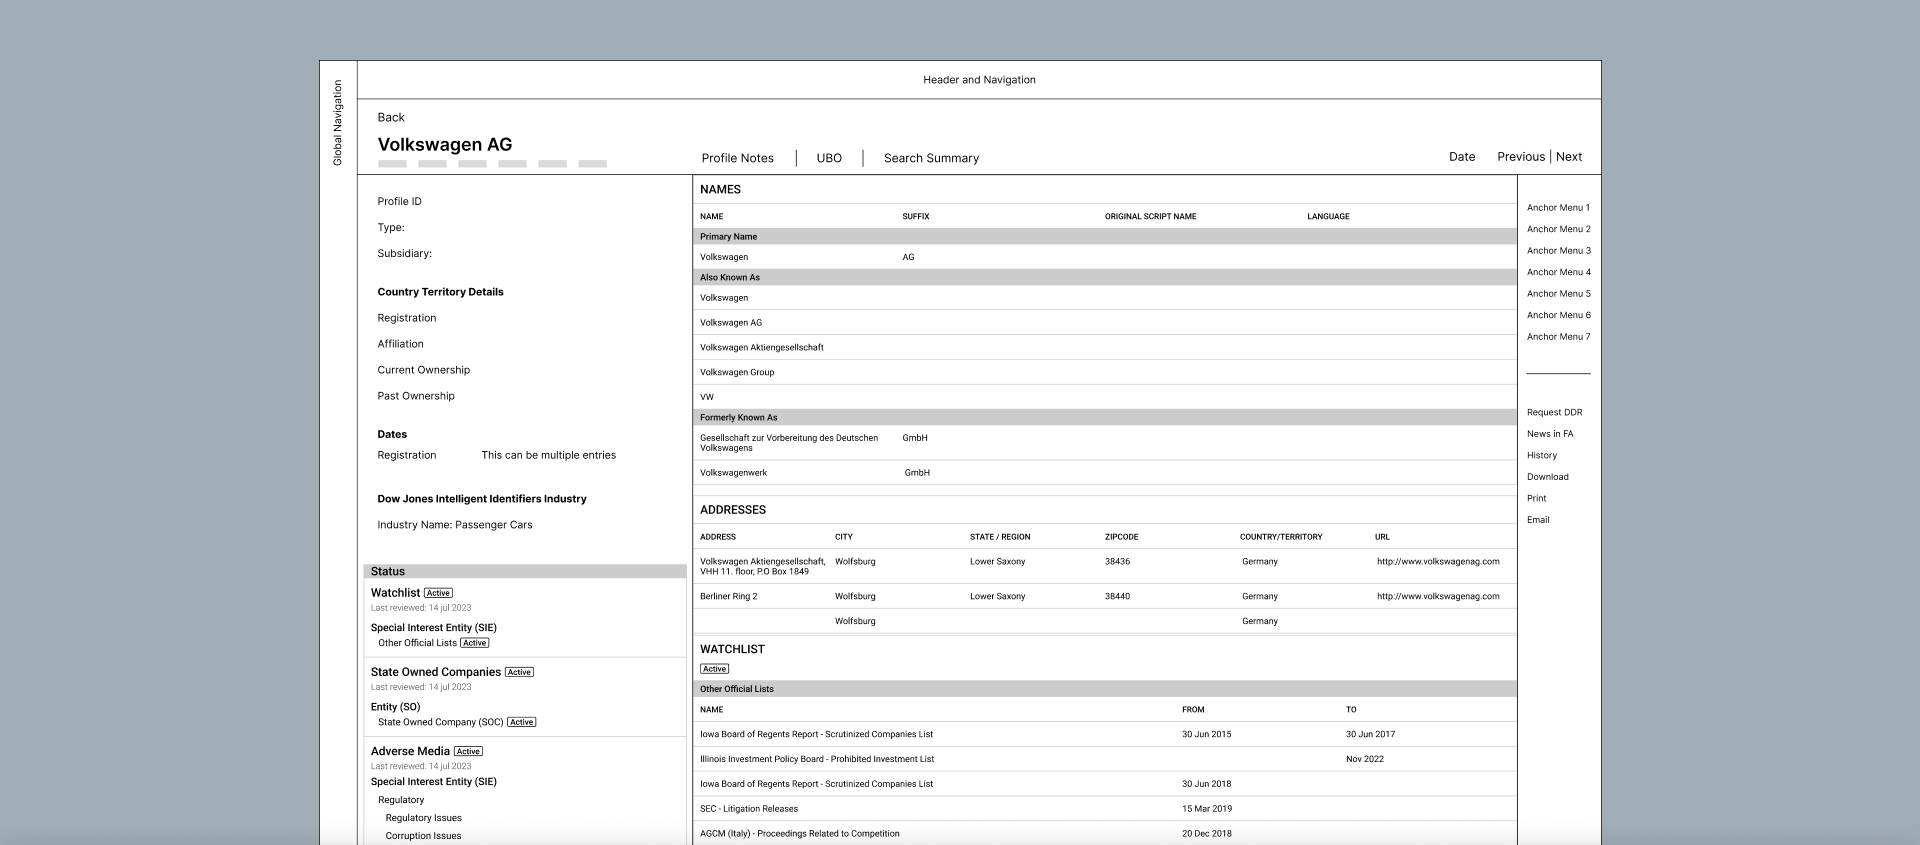 Header and Navigation
Global Navigation
Back
Volkswagen AG
Profile Notes | UBO | Search Summary
Date Previous | Next
Profile ID
Type:
Subsidiary:
Country Territory Details
Registration
Affiliation
Current Ownership
Past Ownership
Dates
Registration This can be multiple entries
Dow Jones Intelligent Identifiers Industry
Industry Name: Passenger Cars
Status
Watchlist Active
Last reviewed: 14 jul 2023
Special Interest Entity (SIE)
Other Official Lists Active
State Owned Companies Active
Last reviewed: 14 jul 2023
Entity (SO)
State Owned Company (SOC) Active
Adverse Media Active
Last reviewed: 14 jul 2023
Special Interest Entity (SIE)
Regulatory
Regulatory Issues
Corruption Issues
NAMES
NAME SUFFIX ORIGINAL SCRIPT NAME LANGUAGE
Primary Name
Volkswagen AG
Also Known As
Volkswagen
Volkswagen AG
Volkswagen Aktiengesellschaft
Volkswagen Group
VW
Formerly Known As
Gesellschaft zur Vorbereitung des Deutschen GmbH
Volkswagens
Volkswagenwerk GmbH
ADDRESSES
ADDRESS CITY STATE / REGION ZIPCODE COUNTRY/TERRITORY URL
Volkswagen Aktiengesellschaft, Wolfsburg Lower Saxony 38436 Germany http://www.volkswagenag.com
VHH 11. floor, P.O Box 1849
Berliner Ring 2 Wolfsburg Lower Saxony 38440 Germany http://www.volkswagenag.com
Wolfsburg Germany
WATCHLIST
Active
Other Official Lists
NAME FROM TO
Iowa Board of Regents Report - Scrutinized Companies List 30 Jun 2015 30 Jun 2017
Illinois Investment Policy Board - Prohibited Investment List Nov 2022
Iowa Board of Regents Report - Scrutinized Companies List 30 Jun 2018
SEC - Litigation Releases 15 Mar 2019
AGCM (Italy) - Proceedings Related to Competition 20 Dec 2018
Anchor Menu 1
Anchor Menu 2
Anchor Menu 3
Anchor Menu 4
Anchor Menu 5
Anchor Menu 6
Anchor Menu 7
Request DDR
News in FA
History
Download
Print
Email